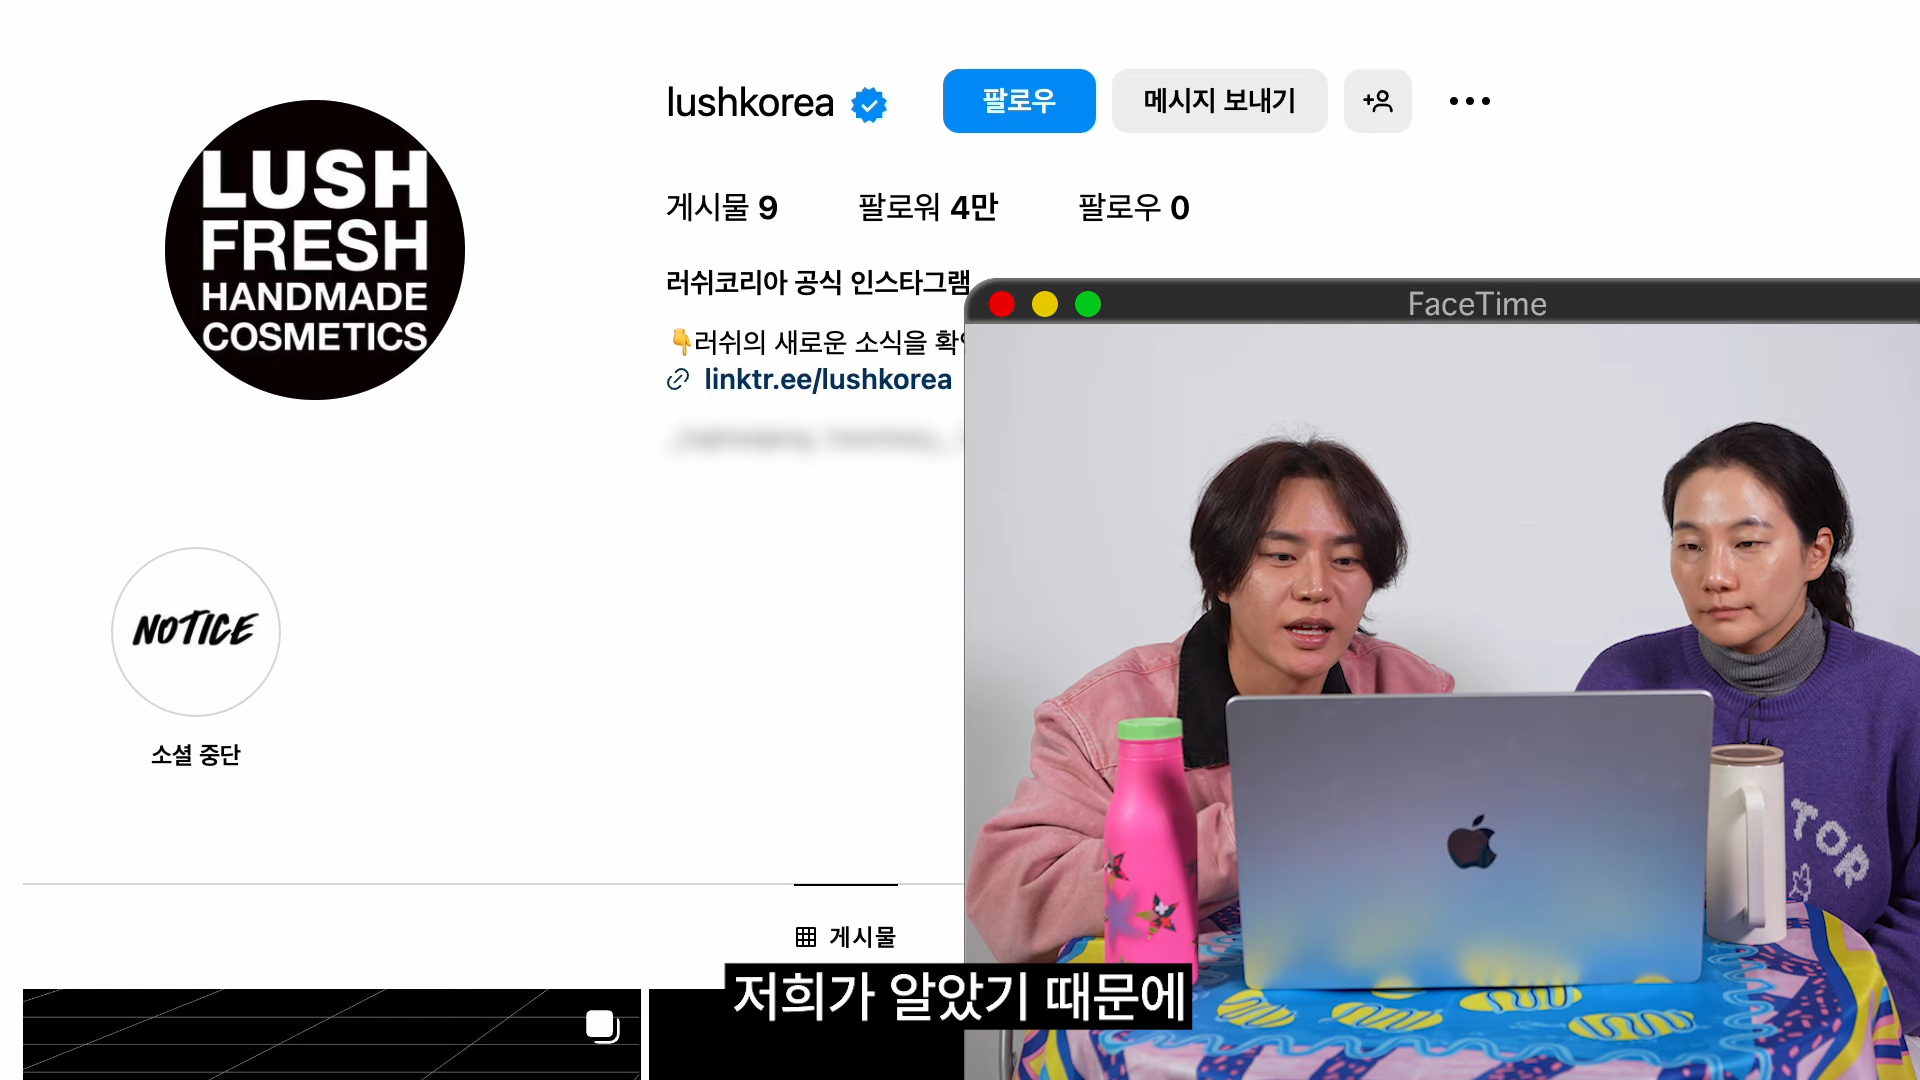 LUSH
FRESH
HANDMADE
COSMETICS
lushkorea
팔로우
메시지 보내기
게시물 9
팔로워 4만
팔로우 0
러쉬코리아 공식 인스타그램
👇러쉬의 새로운 소식을
linktr.ee/lushkorea
FaceTime
NOTICE
소셜 중단
게시물
TOR
저희가 알았기 때문에